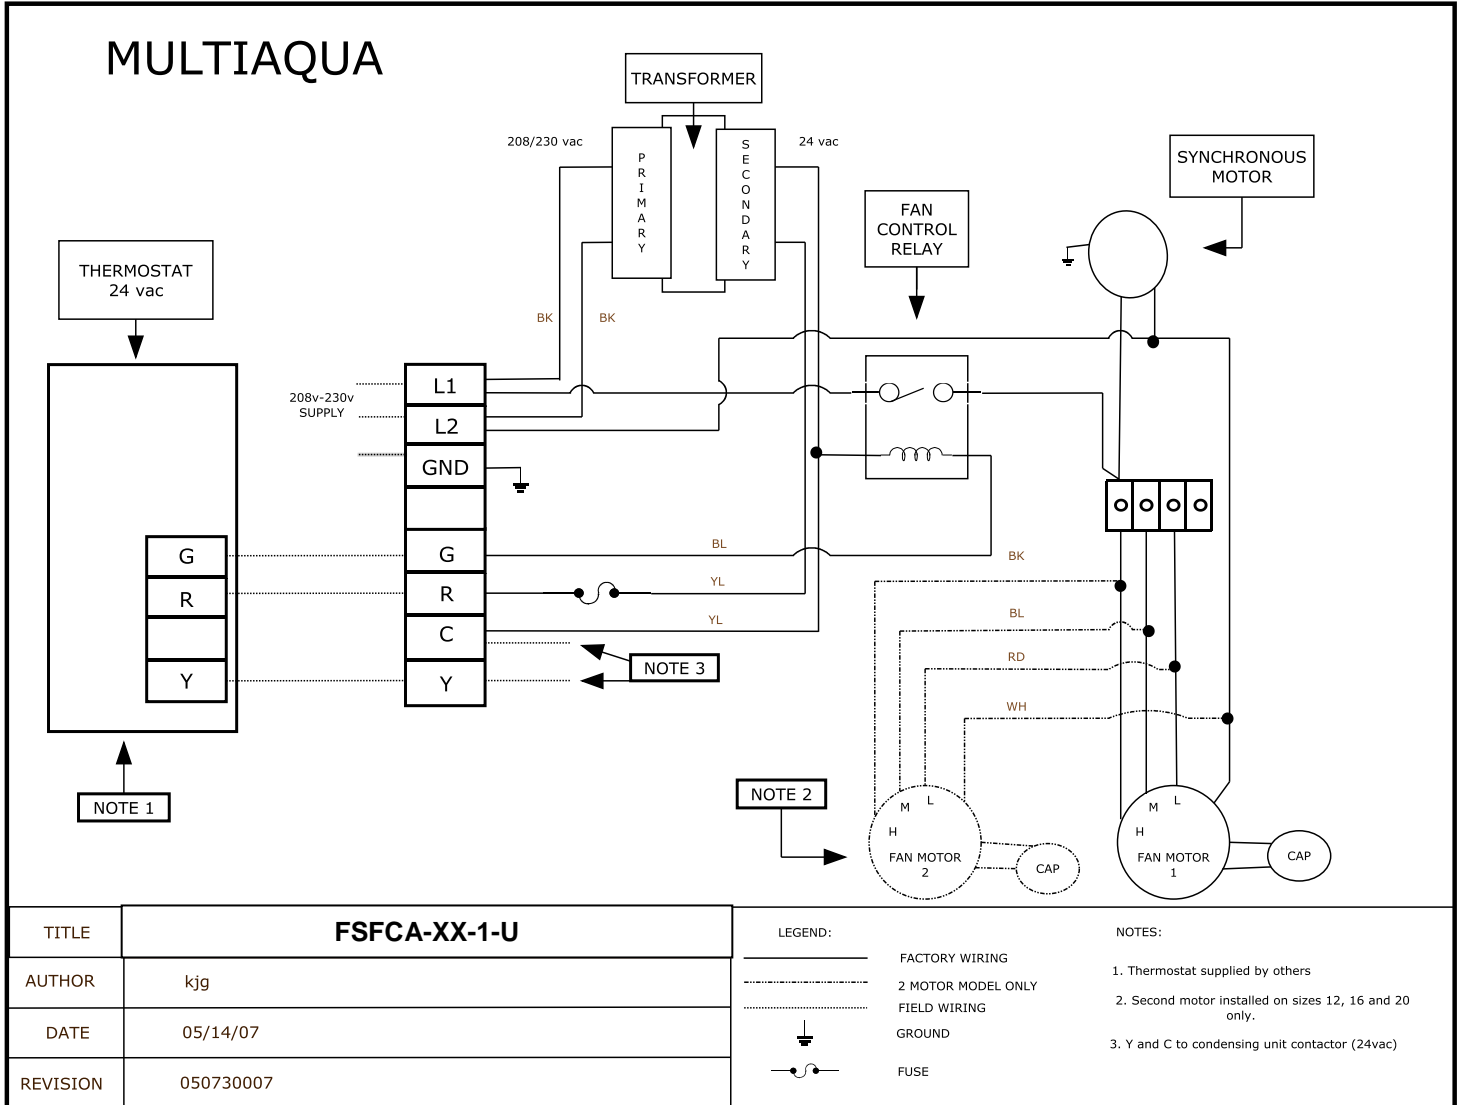 MULTIAQUA
TRANSFORMER
208/230 vac
PRIMARY
SECONDARY
24 vac
SYNCHRONOUS
MOTOR
FAN
CONTROL
RELAY
THERMOSTAT
24 vac
BK
BK
208v-230v
SUPPLY
L1
L2
GND
G
R
C
Y
G
R
Y
BL
YL
YL
NOTE 3
BK
BL
RD
WH
NOTE 1
NOTE 2
M
L
H
FAN MOTOR
2
CAP
M
L
H
FAN MOTOR
1
CAP
TITLE
FSFCA-XX-1-U
AUTHOR
kjg
DATE
05/14/07
REVISION
050730007
LEGEND:
FACTORY WIRING
2 MOTOR MODEL ONLY
FIELD WIRING
GROUND
FUSE
NOTES:
1. Thermostat supplied by others
2. Second motor installed on sizes 12, 16 and 20
only.
3. Y and C to condensing unit contactor (24vac)